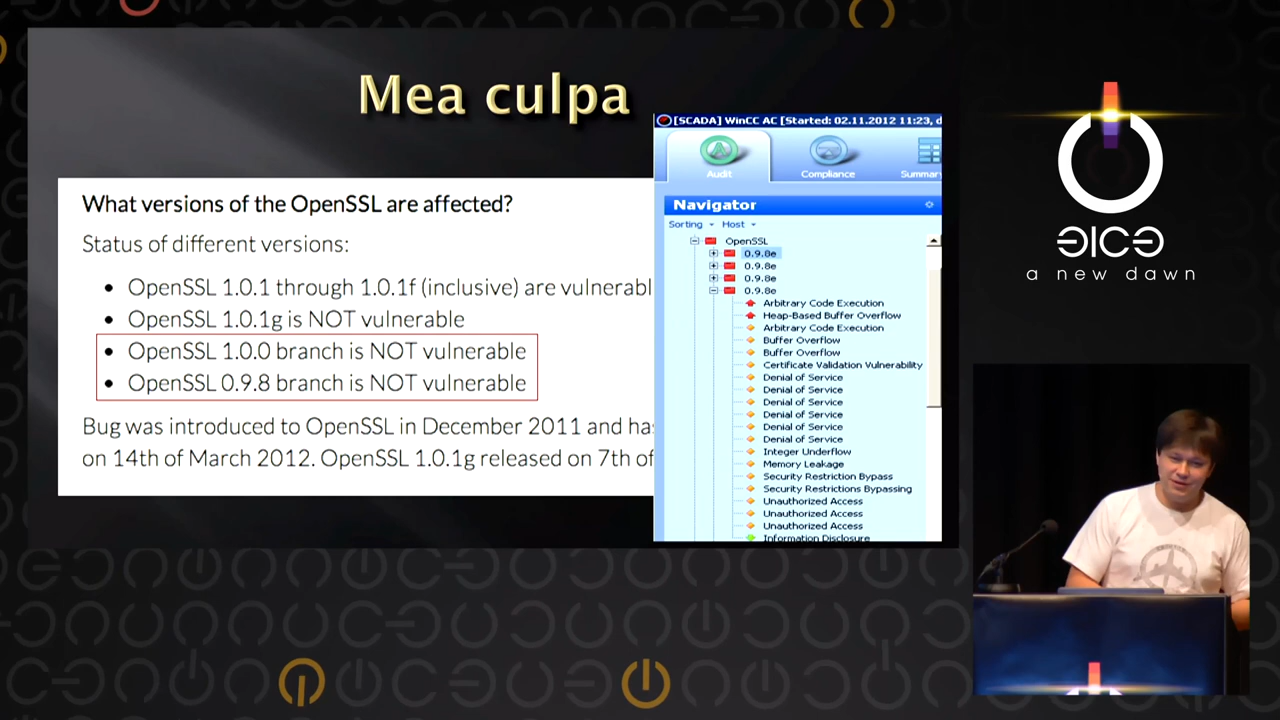 Mea culpa
What versions of the OpenSSL are affected?
Status of different versions:
• OpenSSL 1.0.1 through 1.0.1f (inclusive) are vulnerabl
• OpenSSL 1.0.1g is NOT vulnerable
• OpenSSL 1.0.0 branch is NOT vulnerable
• OpenSSL 0.9.8 branch is NOT vulnerable
Bug was introduced to OpenSSL in December 2011 and has
on 14th of March 2012. OpenSSL 1.0.1g released on 7th of
[SCADA] WinCC AC [Started: 02.11.2012 11:23, d
Audit Compliance Summary
Navigator
Sorting Host
OpenSSL
0.9.8e
0.9.8e
0.9.8e
0.9.8e
Arbitrary Code Execution
Heap-Based Buffer Overflow
Arbitrary Code Execution
Buffer Overflow
Buffer Overflow
Certificate Validation Vulnerability
Denial of Service
Denial of Service
Denial of Service
Denial of Service
Denial of Service
Denial of Service
Integer Underflow
Memory Leakage
Security Restriction Bypass
Security Restrictions Bypassing
Unauthorized Access
Unauthorized Access
Unauthorized Access
Information Disclosure
a new dawn